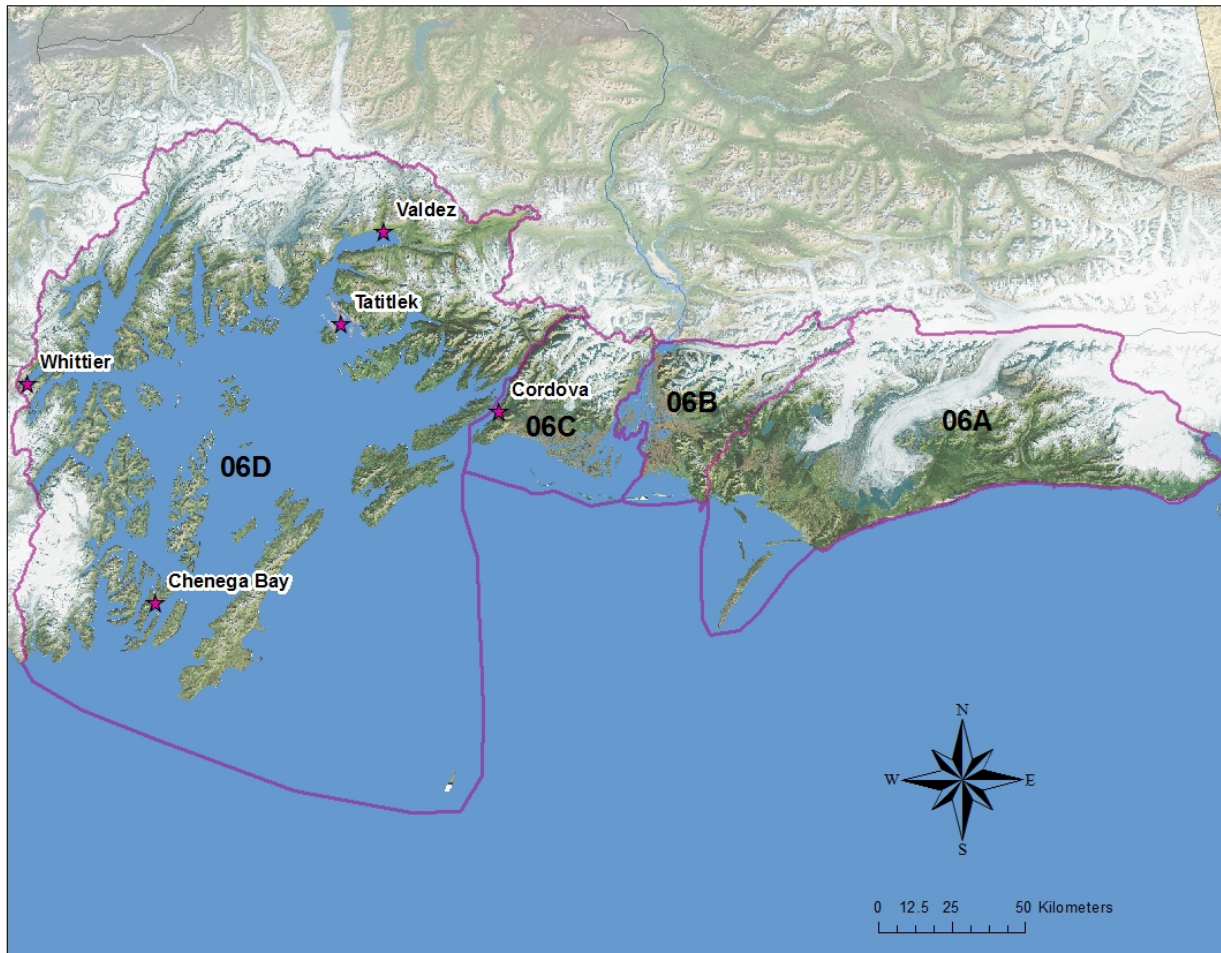 Valdez
Tatitlek
Whittier
Cordova
06C
06B
06A
06D
Chenega Bay
N
W
E
S
0 12.5 25 50 Kilometers